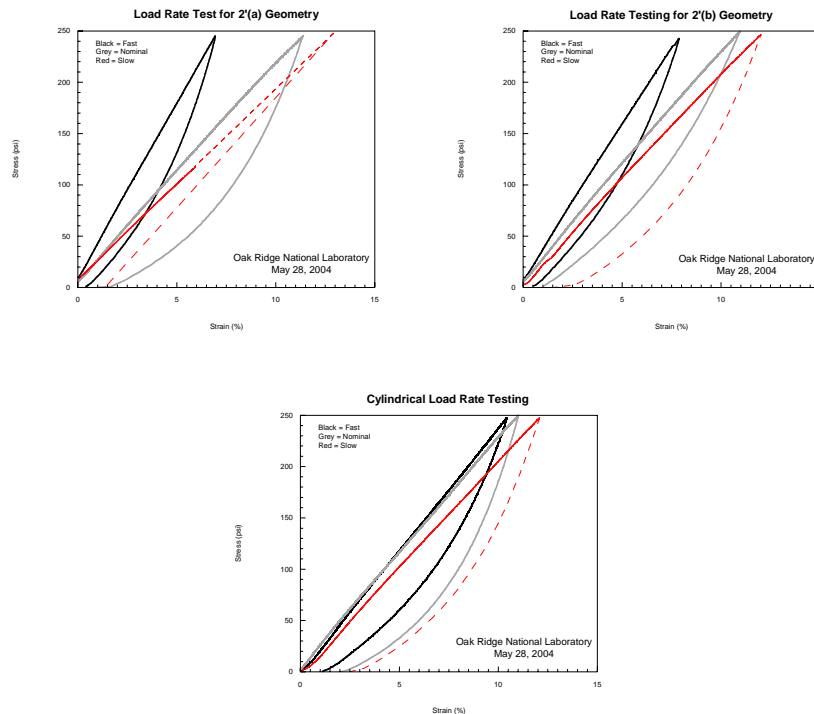 Load Rate Test for 2'(a) Geometry
Black = Fast
Grey = Nominal
Red = Slow
250
200
150
100
50
0
Stress (psi)
Oak Ridge National Laboratory
May 28, 2004
0
5
10
15
Strain (%)
Load Rate Testing for 2'(b) Geometry
Black = Fast
Grey = Nominal
Red = Slow
250
200
150
100
50
0
Stress (psi)
Oak Ridge National Laboratory
May 28, 2004
0
5
10
Strain (%)
Cylindrical Load Rate Testing
Black = Fast
Grey = Nominal
Red = Slow
250
200
150
100
50
0
Stress (psi)
Oak Ridge National Laboratory
May 28, 2004
0
5
10
15
Strain (%)